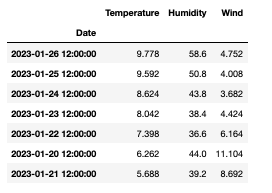 Temperature Humidity Wind
Date
2023-01-26 12:00:00 9.778 58.6 4.752
2023-01-25 12:00:00 9.592 50.8 4.008
2023-01-24 12:00:00 8.624 43.8 3.682
2023-01-23 12:00:00 8.042 38.4 4.424
2023-01-22 12:00:00 7.398 36.6 6.164
2023-01-20 12:00:00 6.262 44.0 11.104
2023-01-21 12:00:00 5.688 39.2 8.692